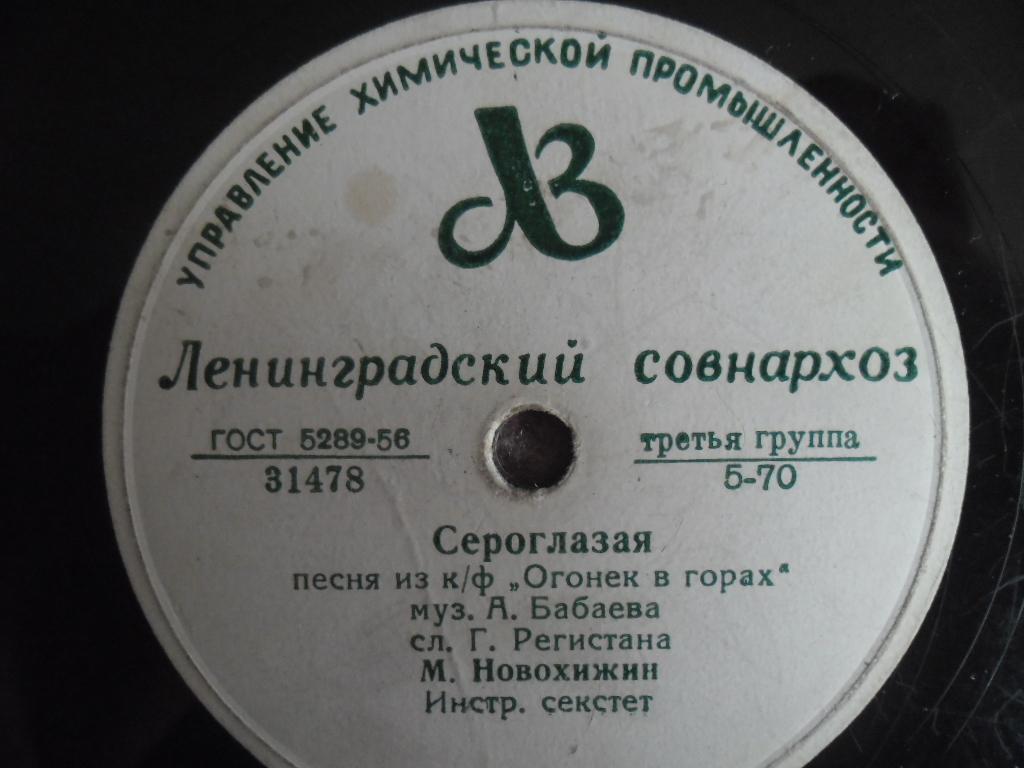 УПРАВЛЕНИЕ ХИМИЧЕСКОЙ ПРОМЫШЛЕННОСТИ
ЛЗ
Ленинградский совнархоз
ГОСТ 5289-56 третья группа
31478 5-70
Сероглазая
песня из к/ф „Огонек в горах“
муз. А. Бабаева
сл. Г. Регистана
М. Новохижин
Инстр. секстет